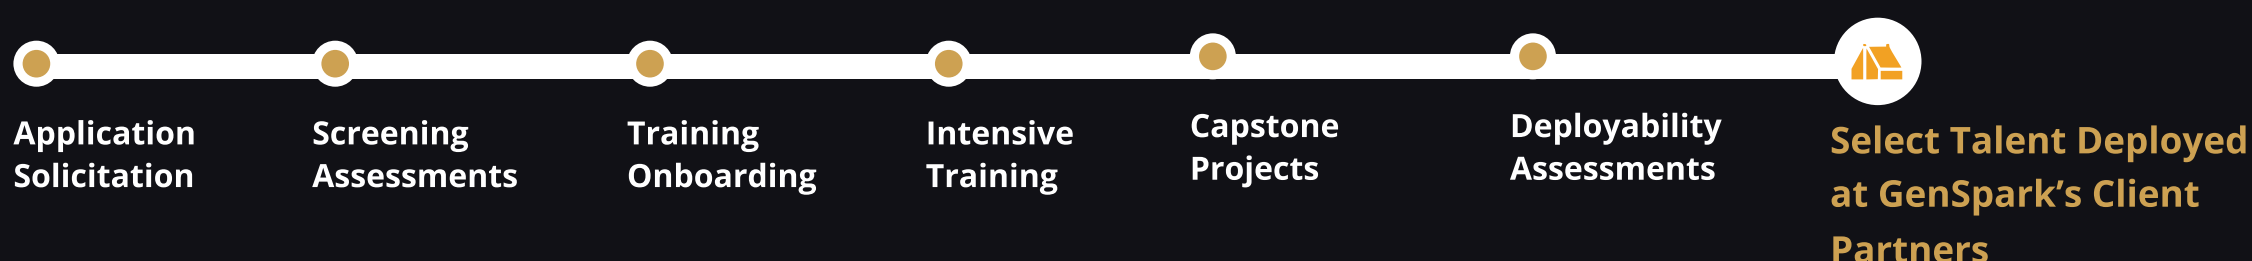 Application
Solicitation
Screening
Assessments
Training
Onboarding
Intensive
Training
Capstone
Projects
Deployability
Assessments
Select Talent Deployed
at GenSpark’s Client
Partners